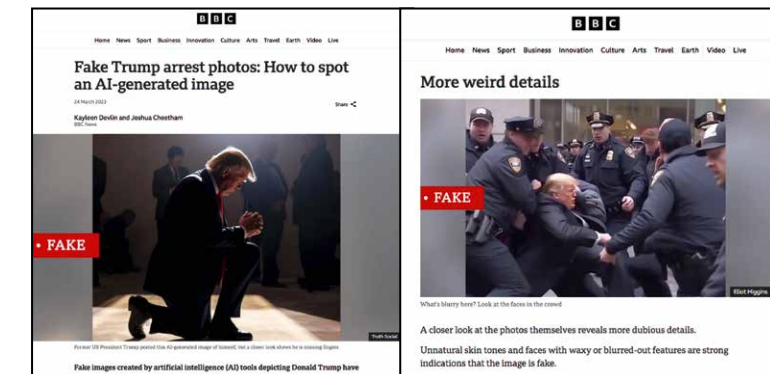 BBC
Home News Sport Business Innovation Culture Arts Travel Earth Video Live
Fake Trump arrest photos: How to spot
an AI-generated image
24 March 2023
Share
Kayleen Devlin and Joshua Cheetham
BBC News
• FAKE
Truth Social
Former US President Trump posted this AI-generated image of himself, but a closer look shows he is missing fingers
Fake images created by artificial intelligence (AI) tools depicting Donald Trump have
BBC
Home News Sport Business Innovation Culture Arts Travel Earth Video Live
More weird details
• FAKE
Elliot Higgins
What's blurry here? Look at the faces in the crowd
A closer look at the photos themselves reveals more dubious details.
Unnatural skin tones and faces with waxy or blurred-out features are strong
indications that the image is fake.